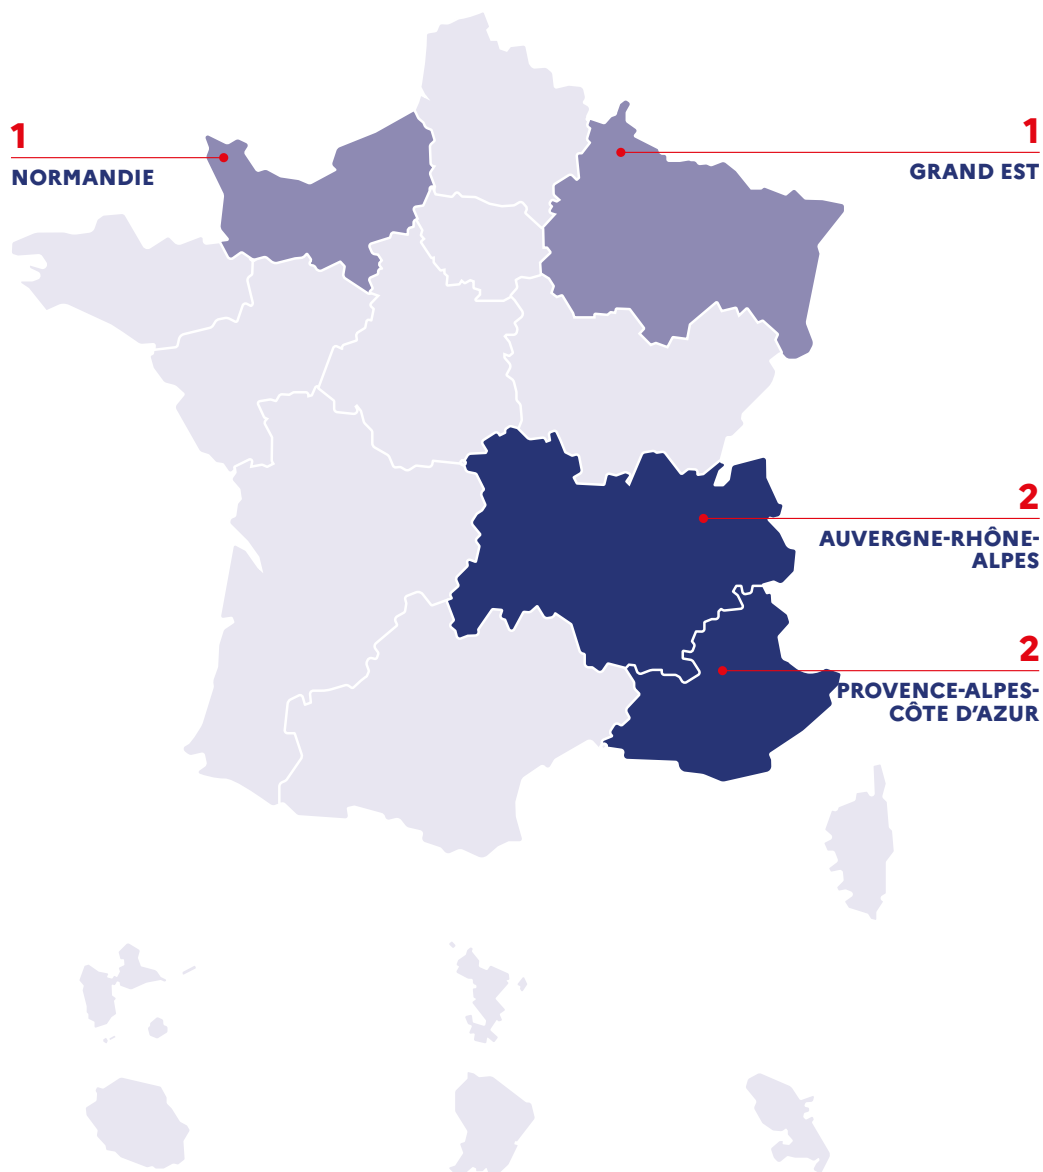 1
NORMANDIE
1
GRAND EST
2
AUVERGNE-RHÔNE-
ALPES
2
PROVENCE-ALPES-
CÔTE D’AZUR